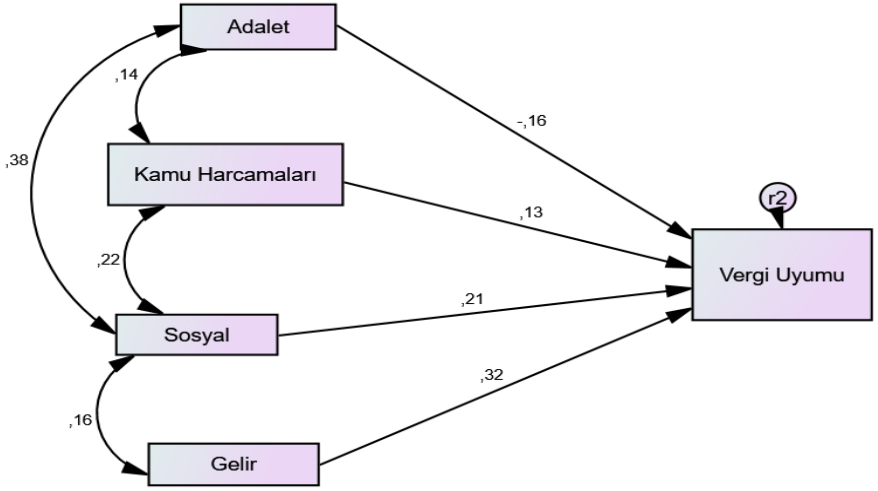 Adalet
,14
-,16
,38
Kamu Harcamaları
r2
,13
,22
Vergi Uyumu
,21
Sosyal
,32
,16
Gelir